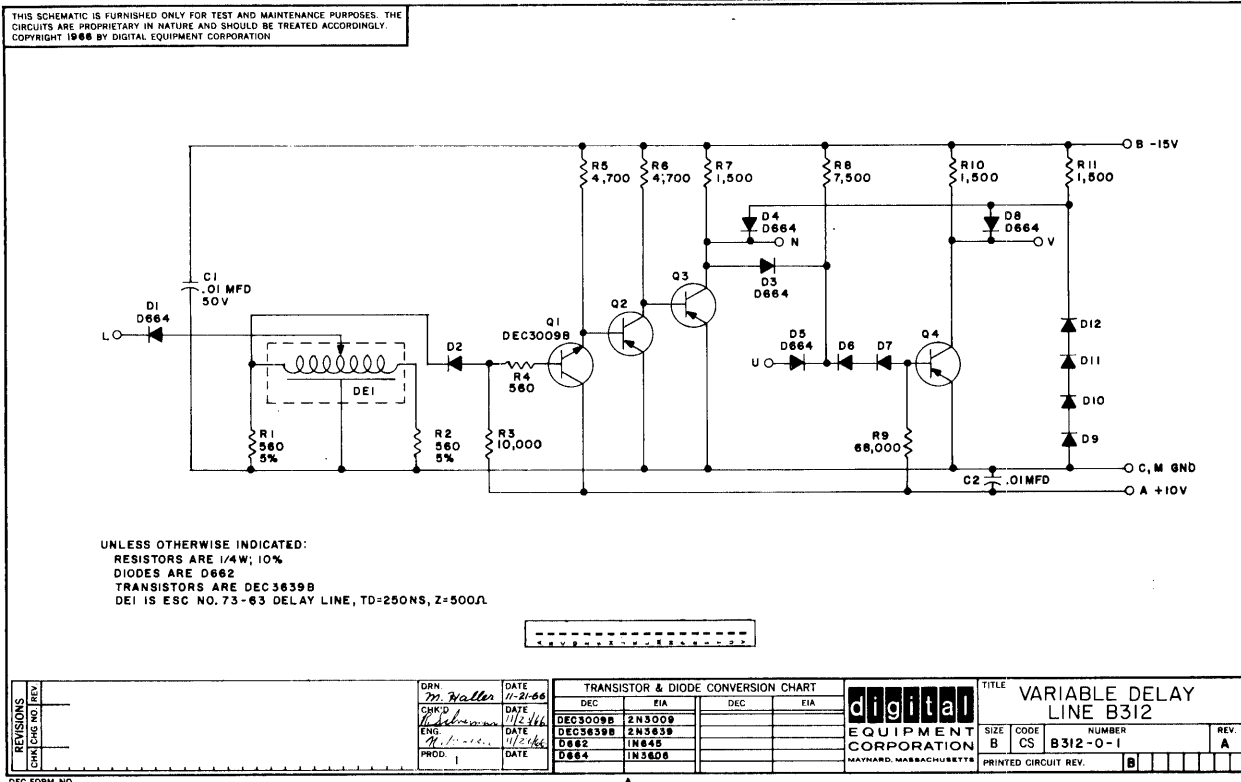 THIS SCHEMATIC IS FURNISHED ONLY FOR TEST AND MAINTENANCE PURPOSES. THE
CIRCUITS ARE PROPRIETARY IN NATURE AND SHOULD BE TREATED ACCORDINGLY.
COPYRIGHT 1966 BY DIGITAL EQUIPMENT CORPORATION
B -15V
R5
4,700
R6
4,700
R7
1,500
R8
7,500
R10
1,500
R11
1,500
D4
D664
N
D8
D664
V
C1
.01 MFD
50V
Q3
D3
D664
D1
D664
L
Q1
DEC3009B
Q2
D2
R4
560
D5
D664
U
D6
D7
Q4
D12
D11
D10
D9
DE1
R1
560
5%
R2
560
5%
R3
10,000
R9
68,000
C, M GND
C2 .01MFD
A +10V
UNLESS OTHERWISE INDICATED:
RESISTORS ARE 1/4W; 10%
DIODES ARE D662
TRANSISTORS ARE DEC3639B
DE1 IS ESC NO. 73-63 DELAY LINE, TD=250NS, Z=500Ω
REVISIONS
CHK CHG NO. REV.
DRN. M. Haller DATE 11-21-66
CHK'D DATE
ENG. DATE
PROD. DATE
TRANSISTOR & DIODE CONVERSION CHART
DEC EIA DEC EIA
DEC3009B 2N3009
DEC3639B 2N3639
D662 1N645
D664 1N3606
digital
EQUIPMENT
CORPORATION
MAYNARD, MASSACHUSETTS
TITLE
VARIABLE DELAY
LINE B312
SIZE CODE NUMBER REV.
B CS B312-0-1 A
PRINTED CIRCUIT REV. B
DEC FORM NO.